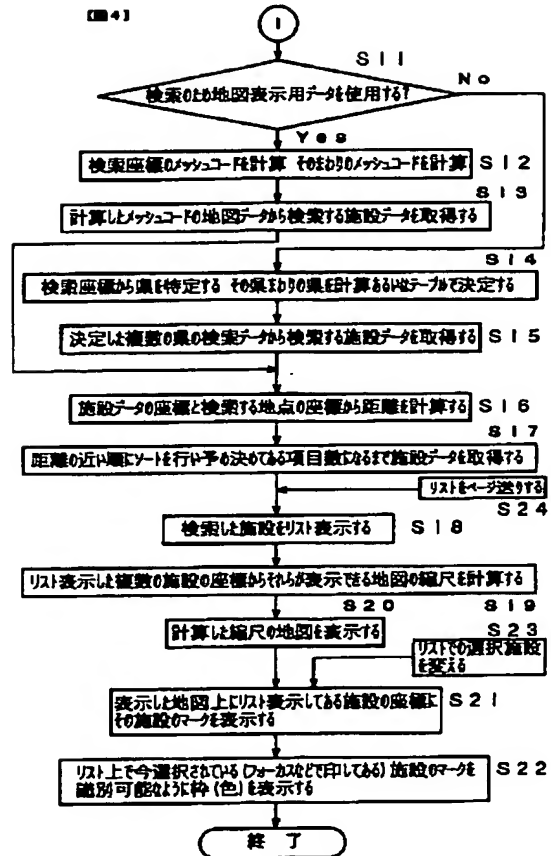 【図4】
1
S11
検索のため地図表示用データを使用する?
No
Yes
検索座標のメッシュコードを計算 そのまわりのメッシュコードを計算
S12
S13
計算したメッシュコードの地図データから検索する施設データを取得する
S14
検索座標から県を特定する その県まわりの県を計算あるいはテーブルで決定する
決定した複数の県の検索データから検索する施設データを取得する
S15
施設データの座標と検索する地点の座標から距離を計算する
S16
S17
距離の近い順にソートを行い予め決めてある項目数になるまで施設データを取得する
リストをページ送りする
S24
検索した施設をリスト表示する
S18
リスト表示した複数の施設の座標からそれらが表示できる地図の縮尺を計算する
S20
S19
計算した縮尺の地図を表示する
S23
リストでの選択施設
を変える
表示した地図上にリスト表示してある施設の座標に
その施設のマークを表示する
S21
リスト上で今選択されている(フォーカスなどで印してある)施設のマークを
識別可能なように枠(色)を表示する
S22
終了